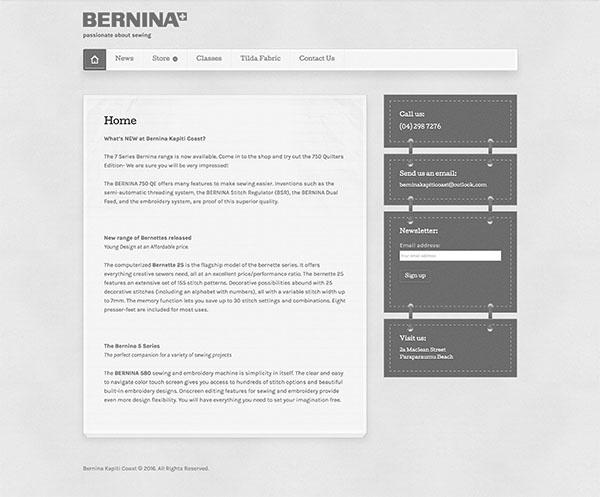 BERNINA
passionate about sewing
News
Store
Classes
Tilda Fabric
Contact Us
Home
What's NEW at Bernina Kapiti Coast?
The 7 Series Bernina range is now available. Come in to the shop and try out the 750 Quilters
Edition- We are sure you will be very impressed!
The BERNINA 750 QE offers many features to make sewing easier. Inventions such as the
semi-automatic threading system, the BERNINA Stitch Regulator (BSR), the BERNINA Dual
Feed, and the embroidery system, are proof of this superior quality.
New range of Bernettes released
Young Design at an Affordable price.
The computerized Bernette 25 is the flagship model of the bernette series. It offers
everything creative sewers need, all at an excellent price/performance ratio. The bernette 25
features an extensive set of 155 stitch patterns. Decorative possibilities abound with 25
decorative stitches (including an alphabet with numbers), all with a variable stitch width up
to 7mm. The memory function lets you save up to 30 stitch settings and combinations. Eight
presser-feet are included for most uses.
The Bernina 5 Series
The perfect companion for a variety of sewing projects
The BERNINA 580 sewing and embroidery machine is simplicity in itself. The clear and easy
to navigate color touch screen gives you access to hundreds of stitch options and beautiful
built-in embroidery designs. Onscreen editing features for sewing and embroidery provide
even more design flexibility. You will have everything you need to set your imagination free.
Call us:
(04) 298 7276
Send us an email:
berninakapiticoast@outlook.com
Newsletter:
Email address:
Your email address
Sign up
Visit us:
2a Maclean Street
Paraparaumu Beach
Bernina Kapiti Coast © 2016. All Rights Reserved.